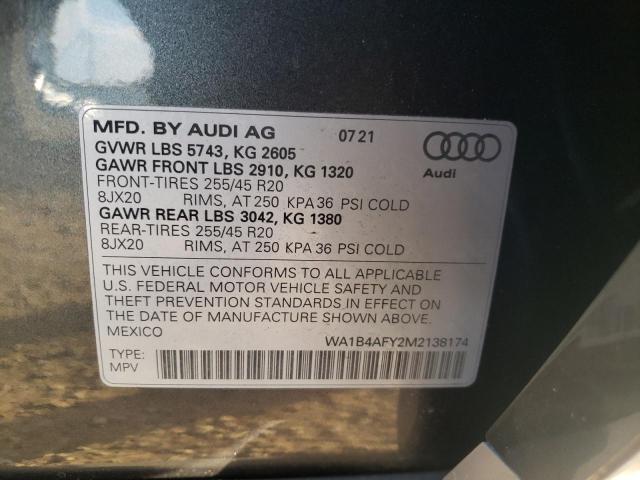 MFD. BY AUDI AG 07 21
GVWR LBS 5743, KG 2605
GAWR FRONT LBS 2910, KG 1320
FRONT-TIRES 255/45 R20
8JX20 RIMS, AT 250 KPA 36 PSI COLD
GAWR REAR LBS 3042, KG 1380
REAR-TIRES 255/45 R20
8JX20 RIMS, AT 250 KPA 36 PSI COLD
Audi
THIS VEHICLE CONFORMS TO ALL APPLICABLE
U.S. FEDERAL MOTOR VEHICLE SAFETY AND
THEFT PREVENTION STANDARDS IN EFFECT ON
THE DATE OF MANUFACTURE SHOWN ABOVE.
MEXICO WA1B4AFY2M2138174
TYPE:
MPV